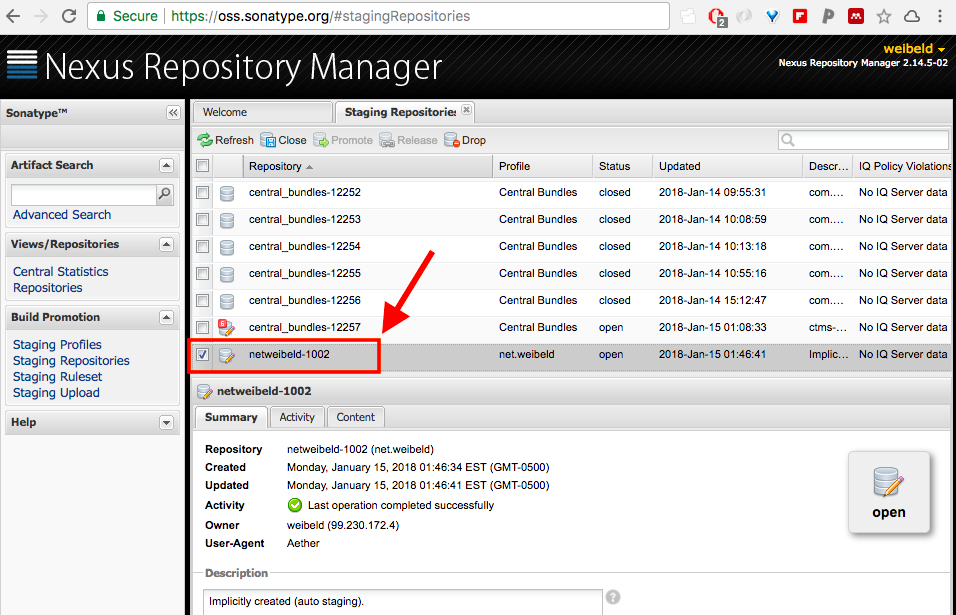 Secure https://oss.sonatype.org/#stagingRepositories
2
Nexus Repository Manager
weibeld
Nexus Repository Manager 2.14.5-02
Sonatype™
Welcome Staging Repositories
Refresh Close Promote Release Drop
Artifact Search
Advanced Search
Views/Repositories
Central Statistics
Repositories
Build Promotion
Staging Profiles
Staging Repositories
Staging Ruleset
Staging Upload
Help
Repository Profile Status Updated Descr... IQ Policy Violations
central_bundles-12252 Central Bundles closed 2018-Jan-14 09:55:31 com.... No IQ Server data
central_bundles-12253 Central Bundles closed 2018-Jan-14 10:08:59 com.... No IQ Server data
central_bundles-12254 Central Bundles closed 2018-Jan-14 10:13:18 com.... No IQ Server data
central_bundles-12255 Central Bundles closed 2018-Jan-14 10:55:16 com.... No IQ Server data
central_bundles-12256 Central Bundles closed 2018-Jan-14 15:12:47 com.... No IQ Server data
central_bundles-12257 Central Bundles open 2018-Jan-15 01:08:33 ctms-... No IQ Server data
netweibeld-1002 net.weibeld open 2018-Jan-15 01:46:41 Implic... No IQ Server data
netweibeld-1002
Summary Activity Content
Repository netweibeld-1002 (net.weibeld)
Created Monday, January 15, 2018 01:46:34 EST (GMT-0500)
Updated Monday, January 15, 2018 01:46:41 EST (GMT-0500)
Activity Last operation completed successfully
Owner weibeld (99.230.172.4)
User-Agent Aether
open
Description
Implicitly created (auto staging).